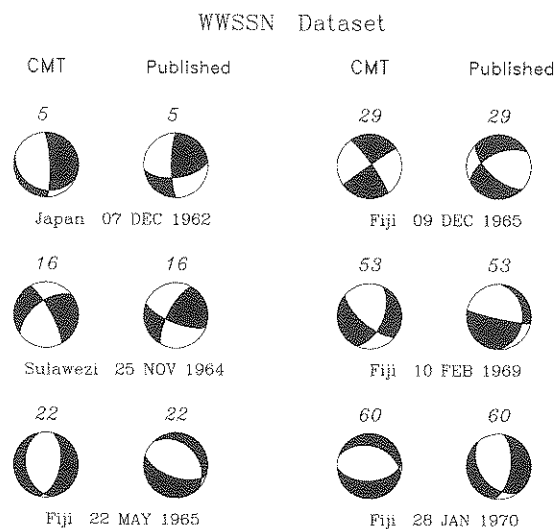 WWSSN Dataset
CMT Published CMT Published
5 5 29 29
Japan 07 DEC 1962 Fiji 09 DEC 1965
16 16 53 53
Sulawezi 25 NOV 1964 Fiji 10 FEB 1969
22 22 60 60
Fiji 22 MAY 1965 Fiji 28 JAN 1970